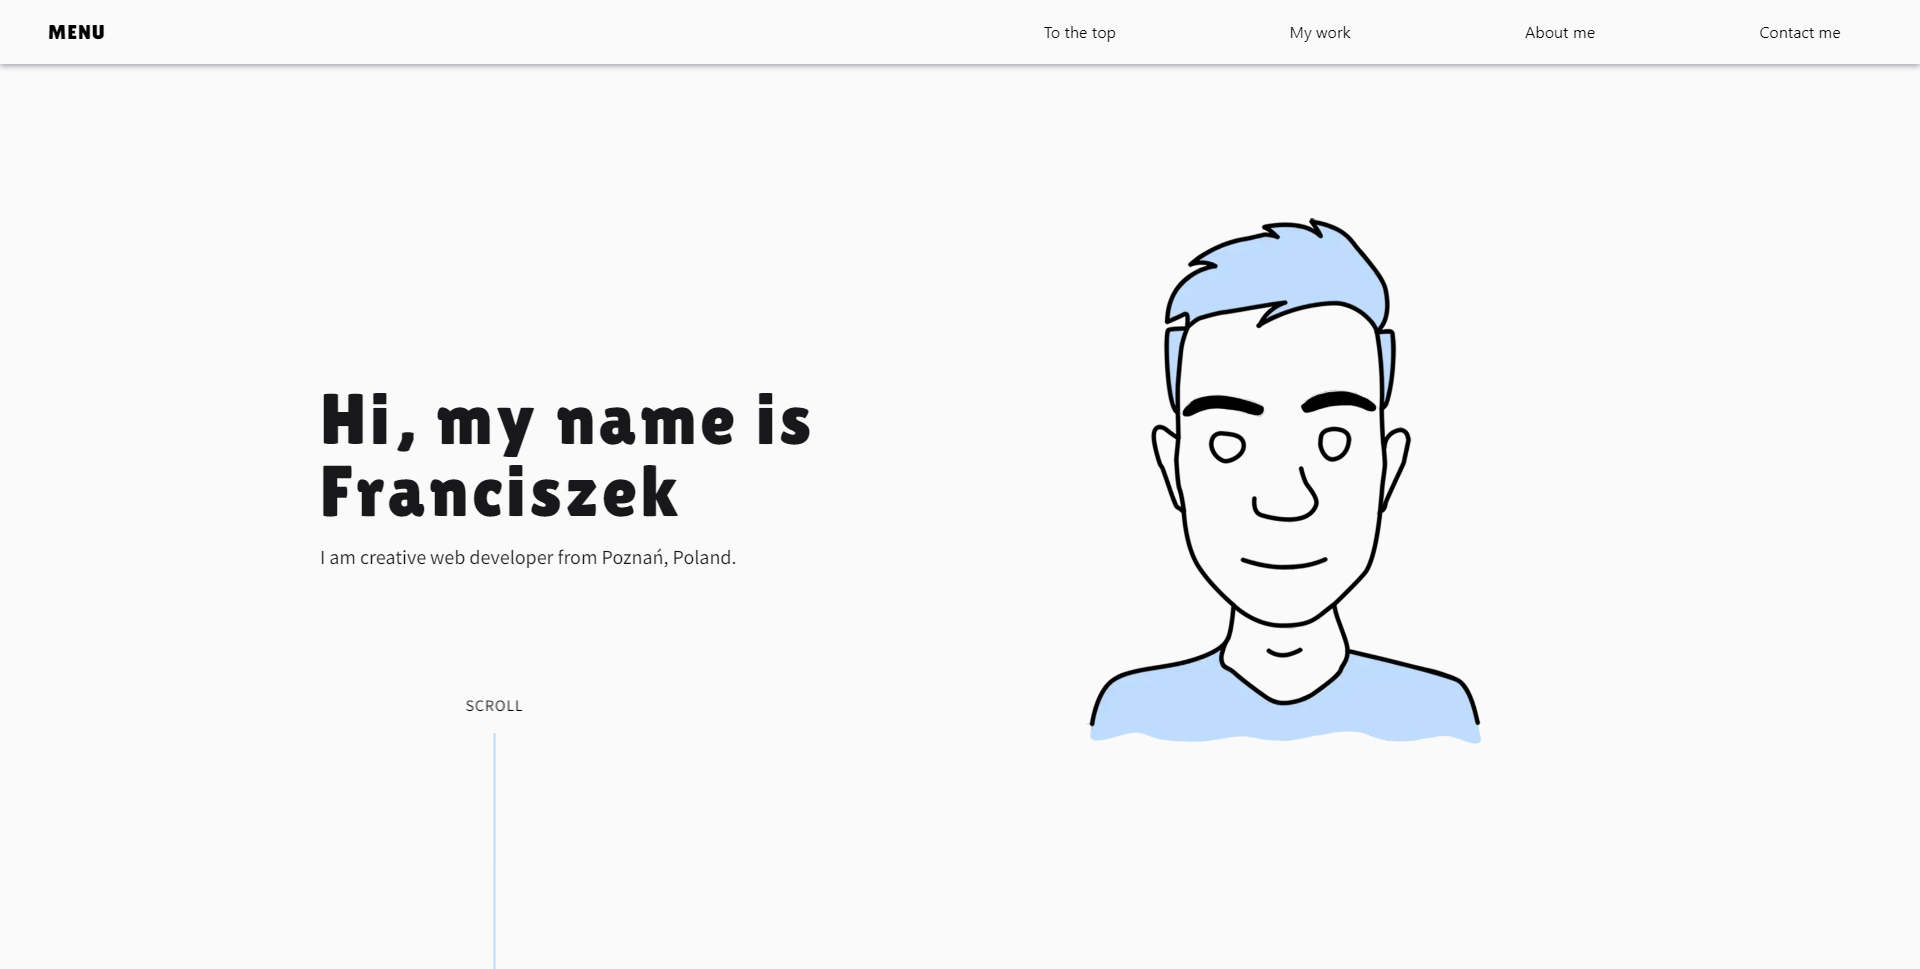 MENU
To the top
My work
About me
Contact me
Hi, my name is
Franciszek
I am creative web developer from Poznań, Poland.
SCROLL